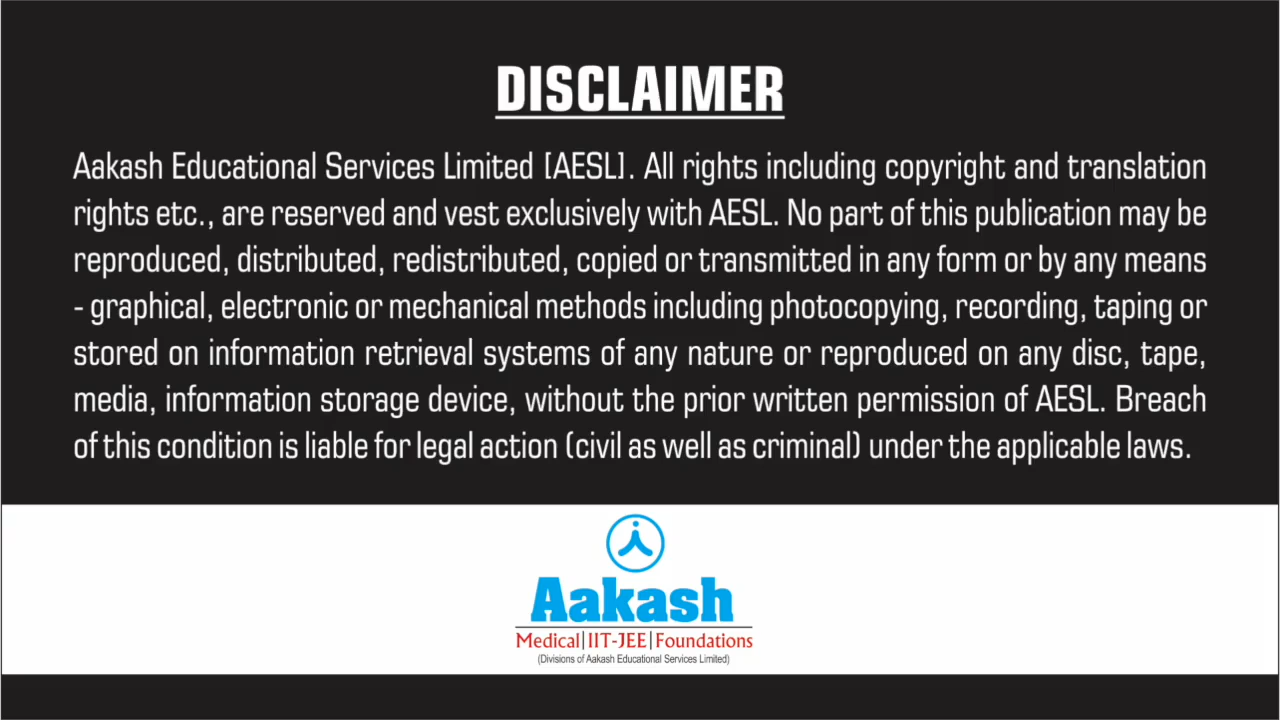 DISCLAIMER
Aakash Educational Services Limited [AESL]. All rights including copyright and translation
rights etc., are reserved and vest exclusively with AESL. No part of this publication may be
reproduced, distributed, redistributed, copied or transmitted in any form or by any means
- graphical, electronic or mechanical methods including photocopying, recording, taping or
stored on information retrieval systems of any nature or reproduced on any disc, tape,
media, information storage device, without the prior written permission of AESL. Breach
of this condition is liable for legal action (civil as well as criminal) under the applicable laws.
Aakash
Medical|IIT-JEE|Foundations
(Divisions of Aakash Educational Services Limited)